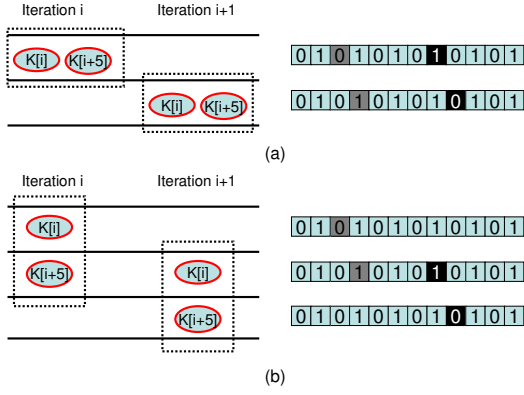 Iteration i Iteration i+1
K[i] K[i+5]
0 1 0 1 0 1 0 1 0 1 0 1
K[i] K[i+5]
0 1 0 1 0 1 0 1 0 1 0 1
(a)
Iteration i Iteration i+1
K[i]
0 1 0 1 0 1 0 1 0 1 0 1
K[i+5] K[i]
0 1 0 1 0 1 0 1 0 1 0 1
K[i+5]
0 1 0 1 0 1 0 1 0 1 0 1
(b)